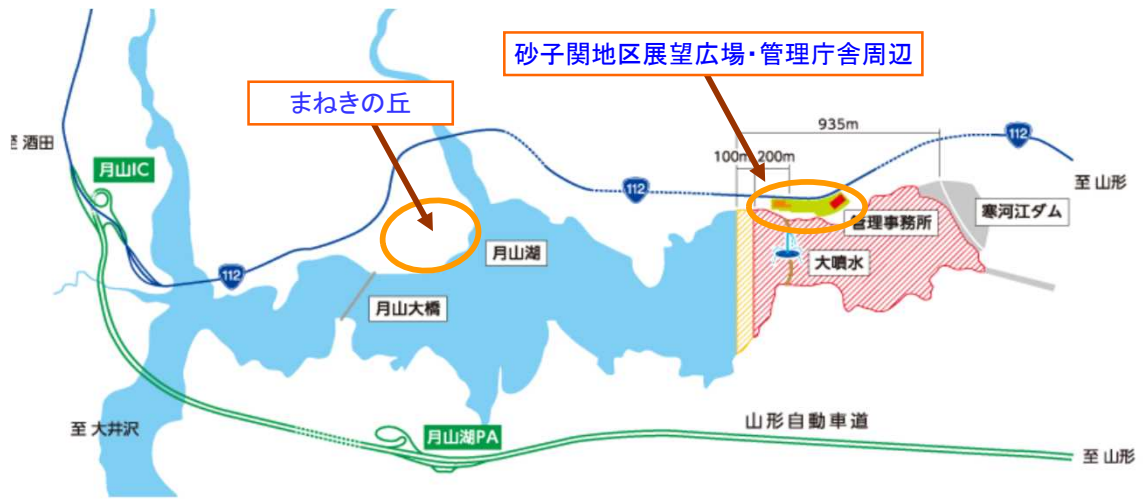 砂子関地区展望広場・管理庁舎周辺
まねきの丘
935m
112
至 酒田
100m
200m
月山IC
112
至 山形
寒河江ダム
管理事務所
月山湖
大噴水
112
月山大橋
山形自動車道
至 大井沢
月山湖PA
至 山形